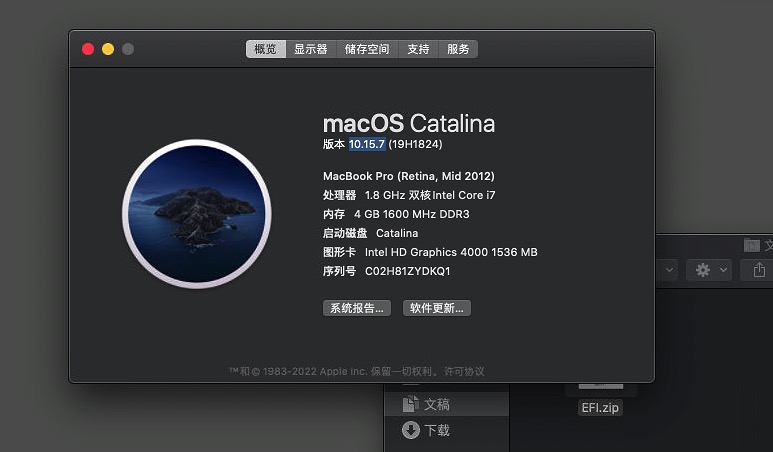 概览 显示器 储存空间 支持 服务
macOS Catalina
版本 10.15.7 (19H1824)
MacBook Pro (Retina, Mid 2012)
处理器 1.8 GHz 双核Intel Core i7
内存 4 GB 1600 MHz DDR3
启动磁盘 Catalina
图形卡 Intel HD Graphics 4000 1536 MB
序列号 C02H81ZYDKQ1
系统报告... 软件更新...
™和 © 1983-2022 Apple Inc. 保留一切权利。许可协议
文稿
下载
EFI.zip